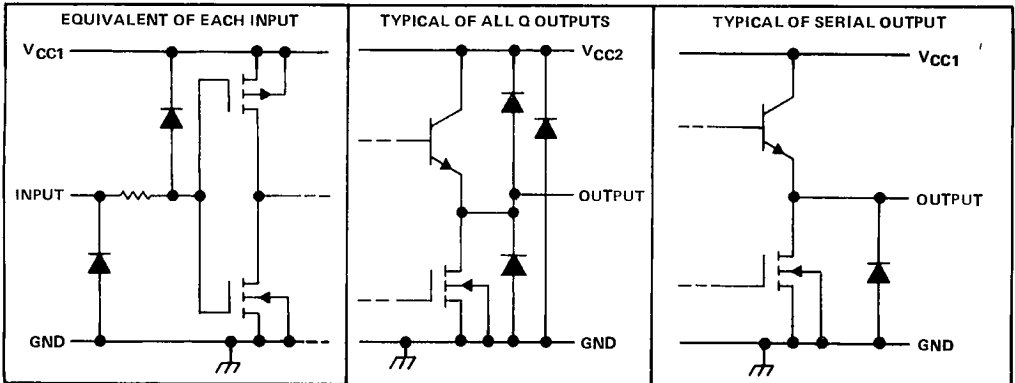 EQUIVALENT OF EACH INPUT
VCC1
INPUT
GND
TYPICAL OF ALL Q OUTPUTS
VCC2
OUTPUT
GND
TYPICAL OF SERIAL OUTPUT
VCC1
OUTPUT
GND